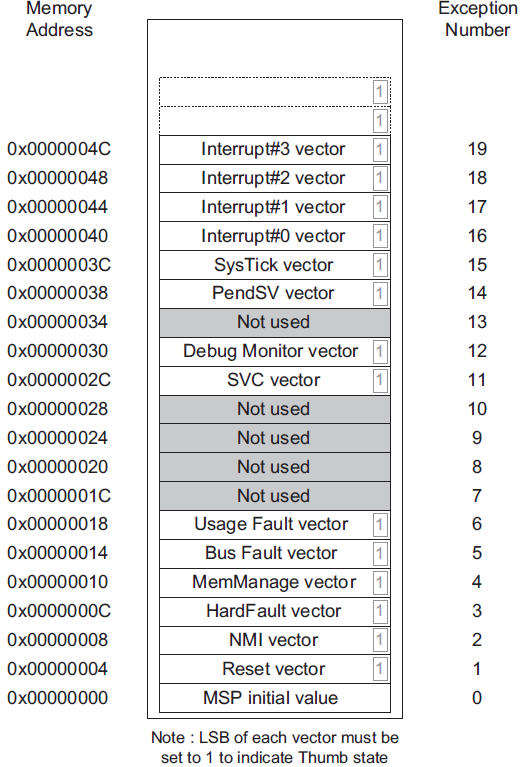 Memory Address Exception Number
1
1
0x0000004C Interrupt#3 vector 1 19
0x00000048 Interrupt#2 vector 1 18
0x00000044 Interrupt#1 vector 1 17
0x00000040 Interrupt#0 vector 1 16
0x0000003C SysTick vector 1 15
0x00000038 PendSV vector 1 14
0x00000034 Not used 13
0x00000030 Debug Monitor vector 1 12
0x0000002C SVC vector 1 11
0x00000028 Not used 10
0x00000024 Not used 9
0x00000020 Not used 8
0x0000001C Not used 7
0x00000018 Usage Fault vector 1 6
0x00000014 Bus Fault vector 1 5
0x00000010 MemManage vector 1 4
0x0000000C HardFault vector 1 3
0x00000008 NMI vector 1 2
0x00000004 Reset vector 1 1
0x00000000 MSP initial value 0
Note : LSB of each vector must be
set to 1 to indicate Thumb state